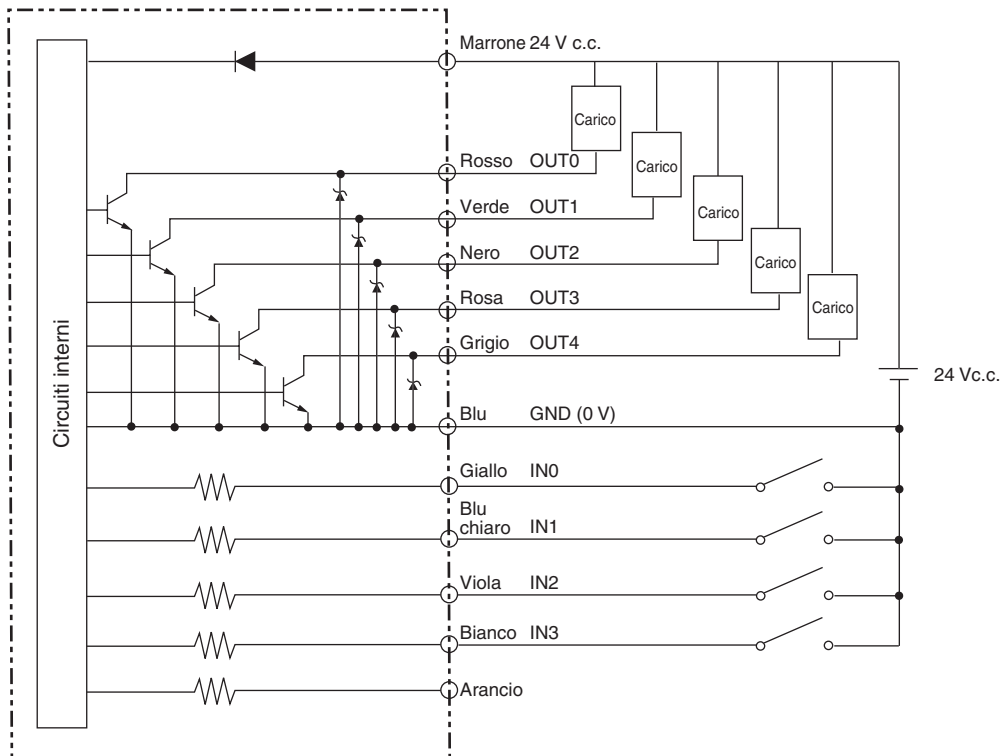 Marrone 24 V c.c.
Carico
Carico
Rosso OUT0
Carico
Verde OUT1
Nero OUT2
Carico
Rosa OUT3
Carico
Grigio OUT4
24 Vc.c.
Circuiti interni
Blu GND (0 V)
Giallo IN0
Blu
chiaro IN1
Viola IN2
Bianco IN3
Arancio